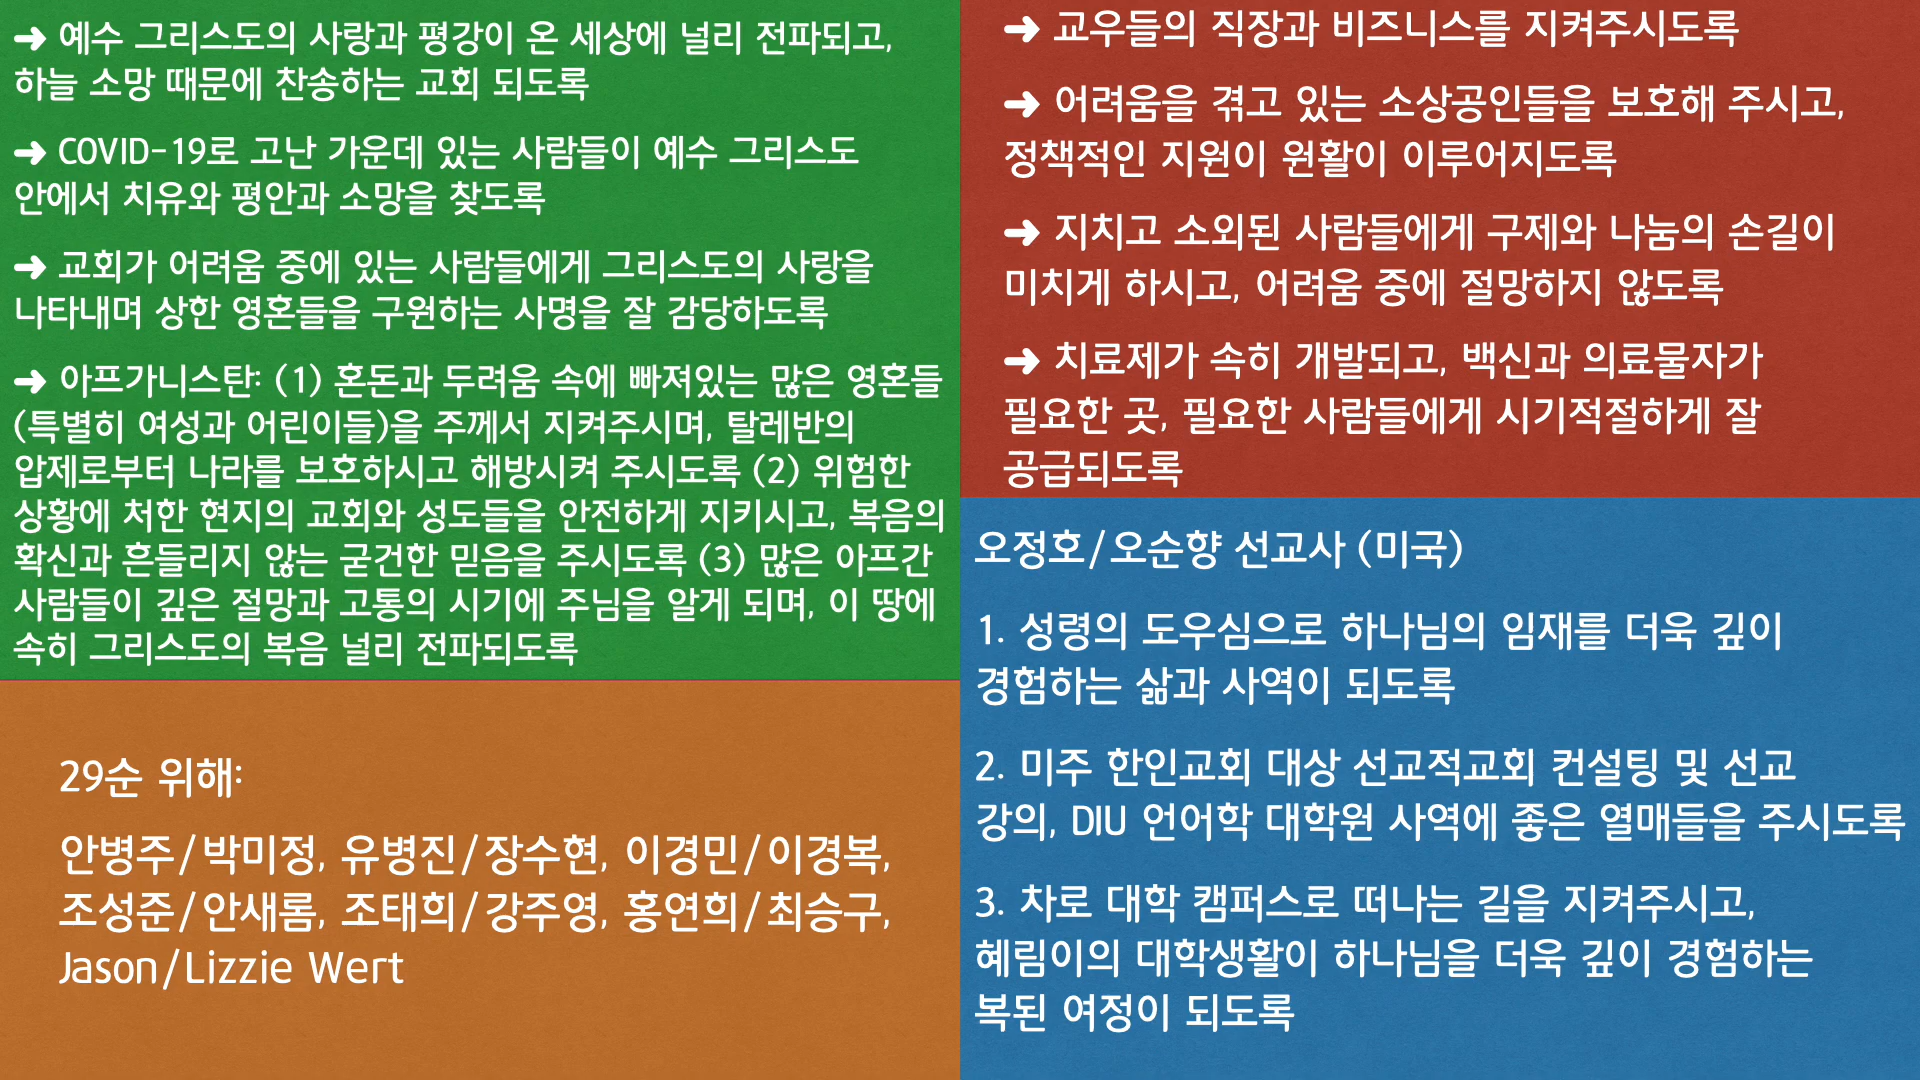 ➜ 예수 그리스도의 사랑과 평강이 온 세상에 널리 전파되고,
하늘 소망 때문에 찬송하는 교회 되도록
➜ COVID-19로 고난 가운데 있는 사람들이 예수 그리스도
안에서 치유와 평안과 소망을 찾도록
➜ 교회가 어려움 중에 있는 사람들에게 그리스도의 사랑을
나타내며 상한 영혼들을 구원하는 사명을 잘 감당하도록
➜ 아프가니스탄: (1) 혼돈과 두려움 속에 빠져있는 많은 영혼들
(특별히 여성과 어린이들)을 주께서 지켜주시며, 탈레반의
압제로부터 나라를 보호하시고 해방시켜 주시도록 (2) 위험한
상황에 처한 현지의 교회와 성도들을 안전하게 지키시고, 복음의
확신과 흔들리지 않는 굳건한 믿음을 주시도록 (3) 많은 아프간
사람들이 깊은 절망과 고통의 시기에 주님을 알게 되며, 이 땅에
속히 그리스도의 복음 널리 전파되도록
29순 위해:
안병주/박미정, 유병진/장수현, 이경민/이경복,
조성준/안새롬, 조태희/강주영, 홍연희/최승구,
Jason/Lizzie Wert
➜ 교우들의 직장과 비즈니스를 지켜주시도록
➜ 어려움을 겪고 있는 소상공인들을 보호해 주시고,
정책적인 지원이 원활이 이루어지도록
➜ 지치고 소외된 사람들에게 구제와 나눔의 손길이
미치게 하시고, 어려움 중에 절망하지 않도록
➜ 치료제가 속히 개발되고, 백신과 의료물자가
필요한 곳, 필요한 사람들에게 시기적절하게 잘
공급되도록
오정호/오순향 선교사 (미국)
1. 성령의 도우심으로 하나님의 임재를 더욱 깊이
경험하는 삶과 사역이 되도록
2. 미주 한인교회 대상 선교적교회 컨설팅 및 선교
강의, DIU 언어학 대학원 사역에 좋은 열매들을 주시도록
3. 차로 대학 캠퍼스로 떠나는 길을 지켜주시고,
혜림이의 대학생활이 하나님을 더욱 깊이 경험하는
복된 여정이 되도록